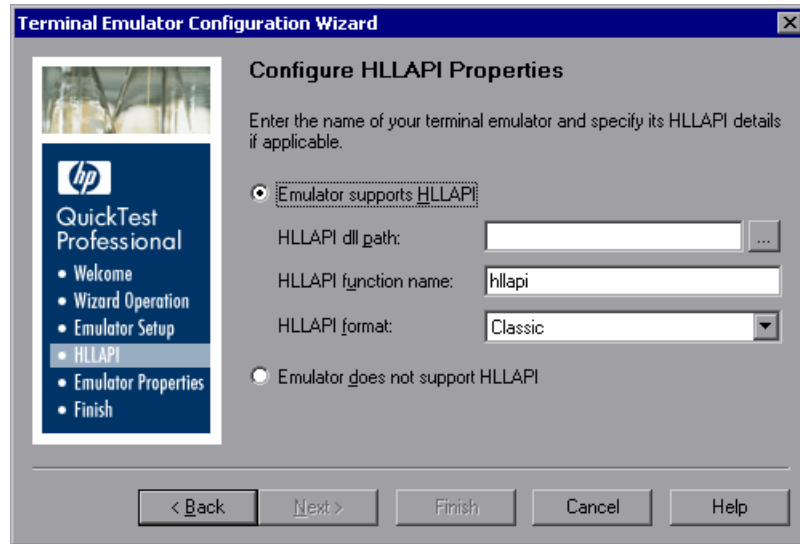 Terminal Emulator Configuration Wizard
Configure HLLAPI Properties
Enter the name of your terminal emulator and specify its HLLAPI details
if applicable.
hp
QuickTest
Professional
• Welcome
• Wizard Operation
• Emulator Setup
• HLLAPI
• Emulator Properties
• Finish
Emulator supports HLLAPI
HLLAPI dll path:
...
HLLAPI function name: hllapi
HLLAPI format: Classic
Emulator does not support HLLAPI
< Back Next > Finish Cancel Help